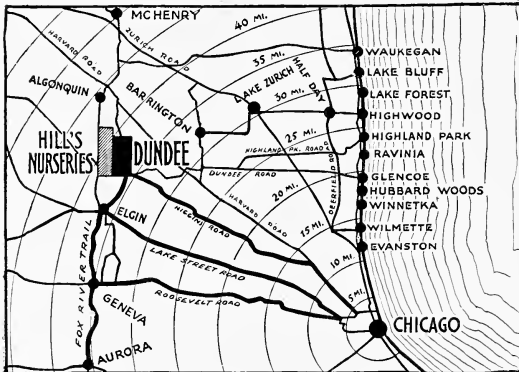 MCHENRY
40 MI.
HARVARD ROAD
ZURICH ROAD
35 MI.
WAUKEGAN
LAKE BLUFF
ALGONQUIN
BARRINGTON
LAKE ZURICH
30 MI.
HALF DAY
LAKE FOREST
HIGHWOOD
HILL'S
NURSERIES
DUNDEE
25 MI.
HIGHLAND PK. ROAD
HIGHLAND PARK
RAVINIA
DUNDEE ROAD
GLENCOE
HUBBARD WOODS
WINNETKA
20 MI.
DEERFIELD RD.
HARVARD ROAD
ELGIN
HIGGINS ROAD
15 MI.
WILMETTE
EVANSTON
LAKE STREET ROAD
10 MI.
FOX RIVER TRAIL
GENEVA
ROOSEVELT ROAD
5 MI.
CHICAGO
AURORA